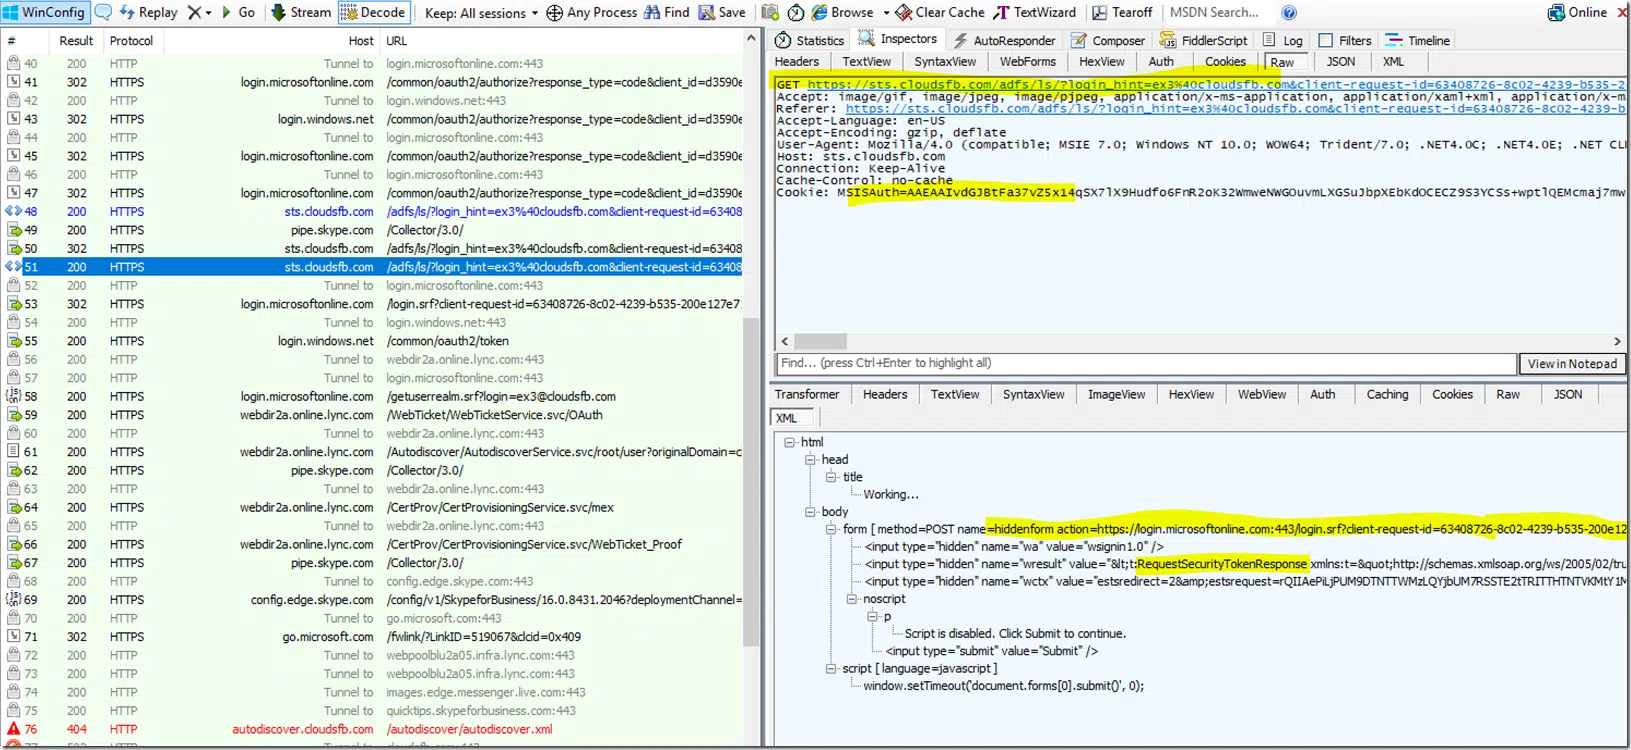 WinConfig Replay X Go Stream Decode Keep: All sessions Any Process Find Save Browse Clear Cache TextWizard Tearoff MSDN Search... Online
# Result Protocol Host URL
40 200 HTTP Tunnel to login.microsoftonline.com:443
41 302 HTTPS login.microsoftonline.com /common/oauth2/authorize?response_type=code&client_id=d3590e
42 200 HTTP Tunnel to login.windows.net:443
43 302 HTTPS login.windows.net /common/oauth2/authorize?response_type=code&client_id=d3590e
44 200 HTTP Tunnel to login.microsoftonline.com:443
45 302 HTTPS login.microsoftonline.com /common/oauth2/authorize?response_type=code&client_id=d3590e
46 200 HTTP Tunnel to login.microsoftonline.com:443
47 302 HTTPS login.microsoftonline.com /common/oauth2/authorize?response_type=code&client_id=d3590e
48 200 HTTPS sts.cloudsfb.com /adfs/ls/?login_hint=ex3%40cloudsfb.com&client-request-id=63408
49 200 HTTPS pipe.skype.com /Collector/3.0/
50 302 HTTPS sts.cloudsfb.com /adfs/ls/?login_hint=ex3%40cloudsfb.com&client-request-id=63408
51 200 HTTPS sts.cloudsfb.com /adfs/ls/?login_hint=ex3%40cloudsfb.com&client-request-id=63408
52 200 HTTP Tunnel to login.microsoftonline.com:443
53 302 HTTPS login.microsoftonline.com /login.srf?client-request-id=63408726-8c02-4239-b535-200e127e7
54 200 HTTP Tunnel to login.windows.net:443
55 200 HTTPS login.windows.net /common/oauth2/token
56 200 HTTP Tunnel to webdir2a.online.lync.com:443
57 200 HTTP Tunnel to login.microsoftonline.com:443
58 200 HTTPS login.microsoftonline.com /getuserrealm.srf?login=ex3@cloudsfb.com
59 200 HTTPS webdir2a.online.lync.com /WebTicket/WebTicketService.svc/OAuth
60 200 HTTP Tunnel to webdir2a.online.lync.com:443
61 200 HTTPS webdir2a.online.lync.com /Autodiscover/AutodiscoverService.svc/root/user?originalDomain=c
62 200 HTTPS pipe.skype.com /Collector/3.0/
63 200 HTTP Tunnel to webdir2a.online.lync.com:443
64 200 HTTPS webdir2a.online.lync.com /CertProv/CertProvisioningService.svc/mex
65 200 HTTP Tunnel to webdir2a.online.lync.com:443
66 200 HTTPS webdir2a.online.lync.com /CertProv/CertProvisioningService.svc/WebTicket_Proof
67 200 HTTPS pipe.skype.com /Collector/3.0/
68 200 HTTP Tunnel to config.edge.skype.com:443
69 200 HTTPS config.edge.skype.com /config/v1/SkypeforBusiness/16.0.8431.2046?deploymentChannel=
70 200 HTTP Tunnel to go.microsoft.com:443
71 302 HTTPS go.microsoft.com /fwlink/?LinkID=519067&clcid=0x409
72 200 HTTP Tunnel to webpoolblu2a05.infra.lync.com:443
73 200 HTTP Tunnel to webpoolblu2a05.infra.lync.com:443
74 200 HTTP Tunnel to images.edge.messenger.live.com:443
75 200 HTTP Tunnel to quicktips.skypeforbusiness.com:443
76 404 HTTP autodiscover.cloudsfb.com /autodiscover/autodiscover.xml
Statistics Inspectors AutoResponder Composer FiddlerScript Log Filters Timeline
Headers TextView SyntaxView WebForms HexView Auth Cookies Raw JSON XML
GET https://sts.cloudsfb.com/adfs/ls/?login_hint=ex3%40cloudsfb.com&client-request-id=63408726-8c02-4239-b535-2
Accept: image/gif, image/jpeg, image/pjpeg, application/x-ms-application, application/xaml+xml, application/x-m
Referer: https://sts.cloudsfb.com/adfs/ls/?login_hint=ex3%40cloudsfb.com&client-request-id=63408726-8c02-4239-b
Accept-Language: en-US
Accept-Encoding: gzip, deflate
User-Agent: Mozilla/4.0 (compatible; MSIE 7.0; Windows NT 10.0; WOW64; Trident/7.0; .NET4.0C; .NET4.0E; .NET CL
Host: sts.cloudsfb.com
Connection: Keep-Alive
Cache-Control: no-cache
Cookie: MSISAuth=AAEAAIvdGJBtFa37vZ5x14qSX7lX9Hudfo6FnR2oK32WmweNWGOuvmLXGSuJbpXEbKdOCECZ9S3YCSs+wptlQEMcmaj7mw
Find... (press Ctrl+Enter to highlight all) View in Notepad
Transformer Headers TextView SyntaxView ImageView HexView WebView Auth Caching Cookies Raw JSON
XML
html
head
title
Working...
body
form [ method=POST name=hiddenform action=https://login.microsoftonline.com:443/login.srf?client-request-id=63408726-8c02-4239-b535-200e12
<input type="hidden" name="wa" value="wsignin1.0" />
<input type="hidden" name="wresult" value="&lt;t:RequestSecurityTokenResponse xmlns:t=&quot;http://schemas.xmlsoap.org/ws/2005/02/tru
<input type="hidden" name="wctx" value="estsredirect=2&amp;estsrequest=rQIIAePiLjPUM9DTNTTWMzLQYjbUM7RSSTE2tTRITTHTNTVKMtY1M
noscript
p
Script is disabled. Click Submit to continue.
<input type="submit" value="Submit" />
script [ language=javascript ]
window.setTimeout('document.forms[0].submit()', 0);